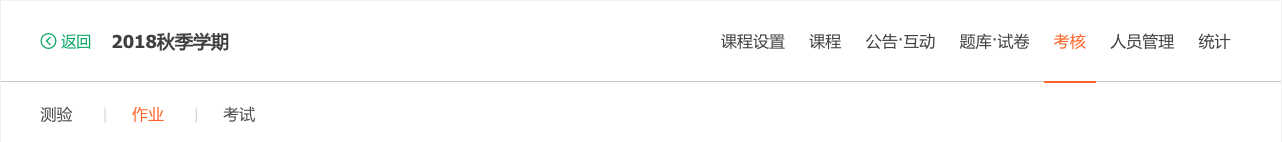 返回 2018秋季学期 课程设置 课程 公告·互动 题库·试卷 考核 人员管理 统计
测验 | 作业 | 考试